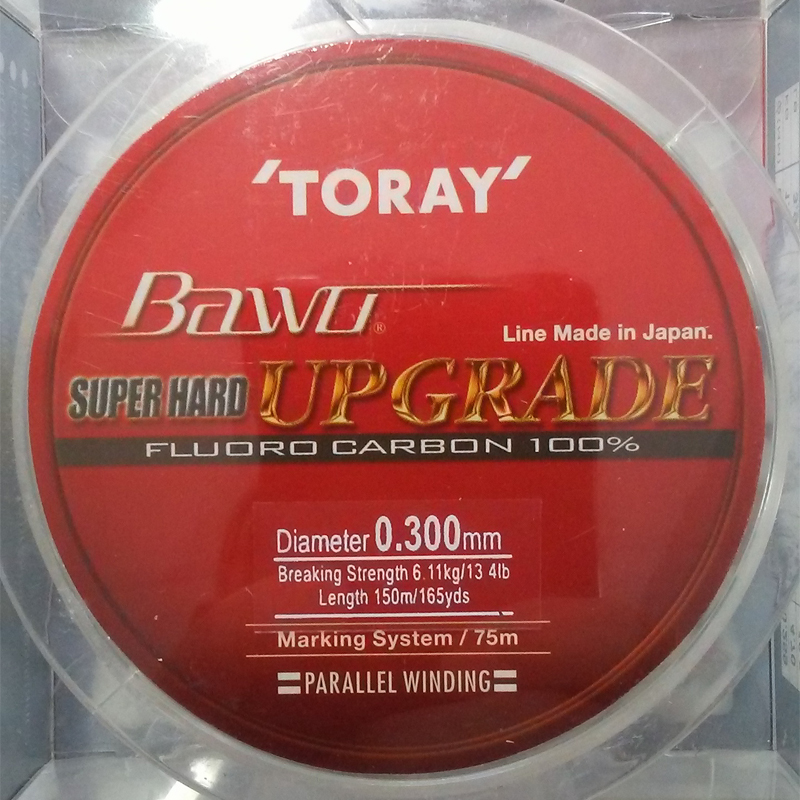 'TORAY'
Bawo®
Line Made in Japan.
SUPER HARD UPGRADE
FLUORO CARBON 100%
Diameter 0.300mm
Breaking Strength 6.11kg/13.4lb
Length 150m/165yds
Marking System / 75m
PARALLEL WINDING